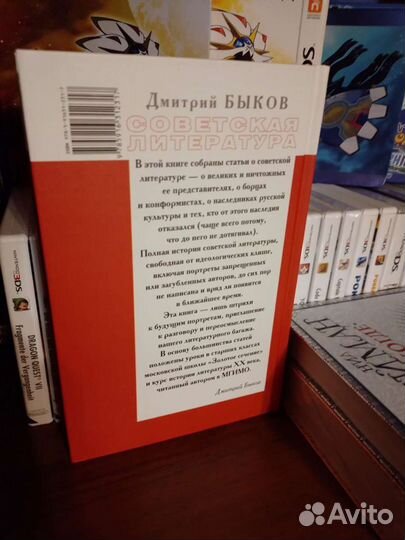 Дмитрий БЫКОВ
СОВЕТСКАЯ
ЛИТЕРАТУРА
В этой книге собраны статьи о советской
литературе — о великих и ничтожных
ее представителях, о борцах
и конформистах, о наследниках русской
культуры и тех, кто от этого наследия
отказался (чаще всего потому,
что до него не дотягивал).
Полная история советской литературы,
свободная от идеологических клише,
включая портреты запрещенных
или загубленных авторов, до сих пор
не написана и вряд ли появится
в ближайшее время.
Эта книга — лишь штрихи
к будущим портретам, приглашение
к разговору и переосмыслению
нашего литературного багажа.
В основу большинства статей
положены уроки в старших классах
московской школы «Золотое сечение»
и курс истории литературы XX века,
читанный автором в МГИМО.
Дмитрий Быков
NINTENDO 3DS
DRAGON QUEST VII
Fragmente der Vergangenheit
3DS
Avito